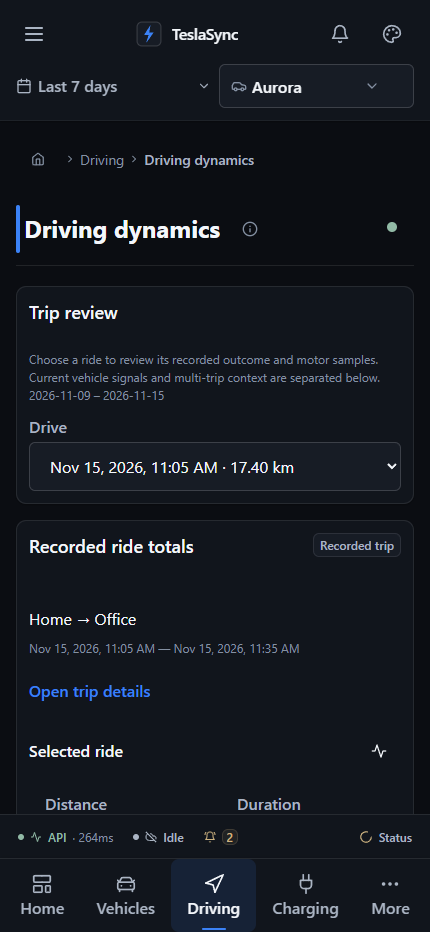 TeslaSync
Last 7 days
Aurora
Driving
Driving dynamics
Driving dynamics
Trip review
Choose a ride to review its recorded outcome and motor samples.
Current vehicle signals and multi-trip context are separated below.
2026-11-09 – 2026-11-15
Drive
Nov 15, 2026, 11:05 AM · 17.40 km
Recorded ride totals
Recorded trip
Home → Office
Nov 15, 2026, 11:05 AM — Nov 15, 2026, 11:35 AM
Open trip details
Selected ride
Distance
Duration
API · 264ms
Idle
2
Status
Home
Vehicles
Driving
Charging
More